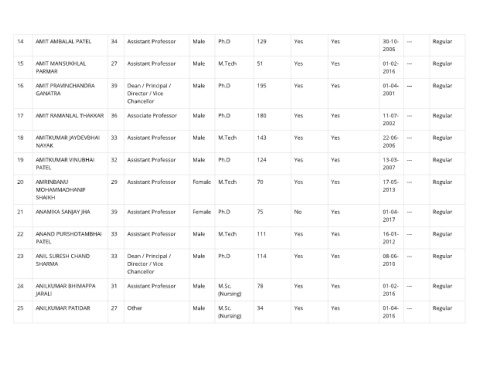 14 AMIT AMBALAL PATEL 34 Assistant Professor Male Ph.D 129 Yes Yes 30-10- --- Regular
2006
15 AMIT MANSUKHLAL 27 Assistant Professor Male M.Tech 51 Yes Yes 01-02- --- Regular
PARMAR 2016
16 AMIT PRAVINCHANDRA 39 Dean / Principal / Male Ph.D 195 Yes Yes 01-04- --- Regular
GANATRA Director / Vice 2001
Chancellor
17 AMIT RAMANLAL THAKKAR 36 Associate Professor Male Ph.D 180 Yes Yes 11-07- --- Regular
2002
18 AMITKUMAR JAYDEVBHAI 33 Assistant Professor Male M.Tech 143 Yes Yes 22-06- --- Regular
NAYAK 2006
19 AMITKUMAR VINUBHAI 32 Assistant Professor Male Ph.D 124 Yes Yes 13-03- --- Regular
PATEL 2007
20 AMRINBANU 29 Assistant Professor Female M.Tech 70 Yes Yes 17-05- --- Regular
MOHAMMADHANIF 2013
SHAIKH
21 ANAMIKA SANJAY JHA 39 Assistant Professor Female Ph.D 75 No Yes 01-04- --- Regular
2017
22 ANAND PURSHOTAMBHAI 33 Assistant Professor Male M.Tech 111 Yes Yes 16-01- --- Regular
PATEL 2012
23 ANIL SURESH CHAND 33 Dean / Principal / Male Ph.D 114 Yes Yes 08-06- --- Regular
SHARMA Director / Vice 2010
Chancellor
24 ANILKUMAR BHIMAPPA 31 Assistant Professor Male M.Sc. 78 Yes Yes 01-02- --- Regular
JARALI (Nursing) 2016
25 ANILKUMAR PATIDAR 27 Other Male M.Sc. 34 Yes Yes 01-04- --- Regular
(Nursing) 2016